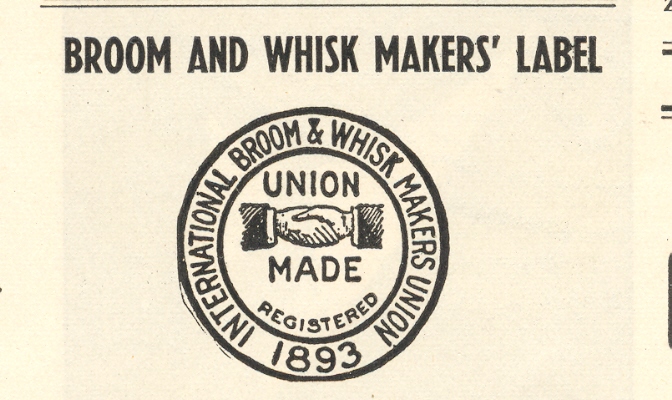 BROOM AND WHISK MAKERS' LABEL
INTERNATIONAL BROOM & WHISK MAKERS UNION
UNION
MADE
REGISTERED
1893